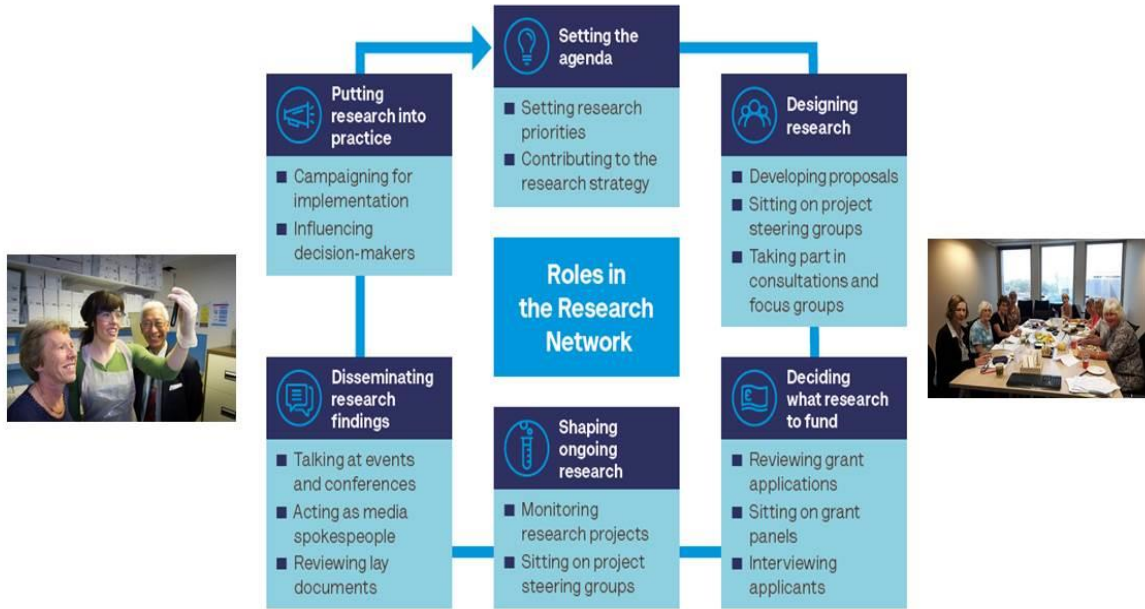 Setting the
agenda
Setting research
priorities
Contributing to the
research strategy
Designing
research
Developing proposals
Sitting on project
steering groups
Taking part in
consultations and
focus groups
Deciding
what research
to fund
Reviewing grant
applications
Sitting on grant
panels
Interviewing
applicants
Shaping
ongoing
research
Monitoring
research projects
Sitting on project
steering groups
Disseminating
research
findings
Talking at events
and conferences
Acting as media
spokespeople
Reviewing lay
documents
Putting
research into
practice
Campaigning for
implementation
Influencing
decision-makers
Roles in
the Research
Network